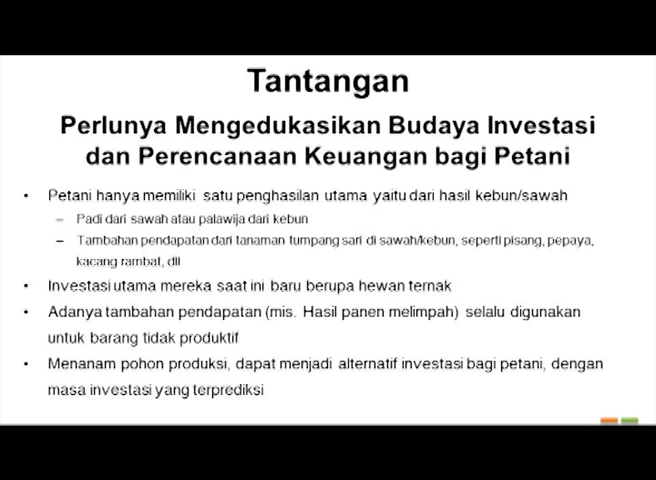 Tantangan
Perlunya Mengedukasikan Budaya Investasi
dan Perencanaan Keuangan bagi Petani
• Petani hanya memiliki satu penghasilan utama yaitu dari hasil kebun/sawah
– Padi dari sawah atau palawija dari kebun
– Tambahan pendapatan dari tanaman tumpang sari di sawah/kebun, seperti pisang, pepaya,
kacang rambat, dll
• Investasi utama mereka saat ini baru berupa hewan ternak
• Adanya tambahan pendapatan (mis. Hasil panen melimpah) selalu digunakan
untuk barang tidak produktif
• Menanam pohon produksi, dapat menjadi alternatif investasi bagi petani, dengan
masa investasi yang terprediksi